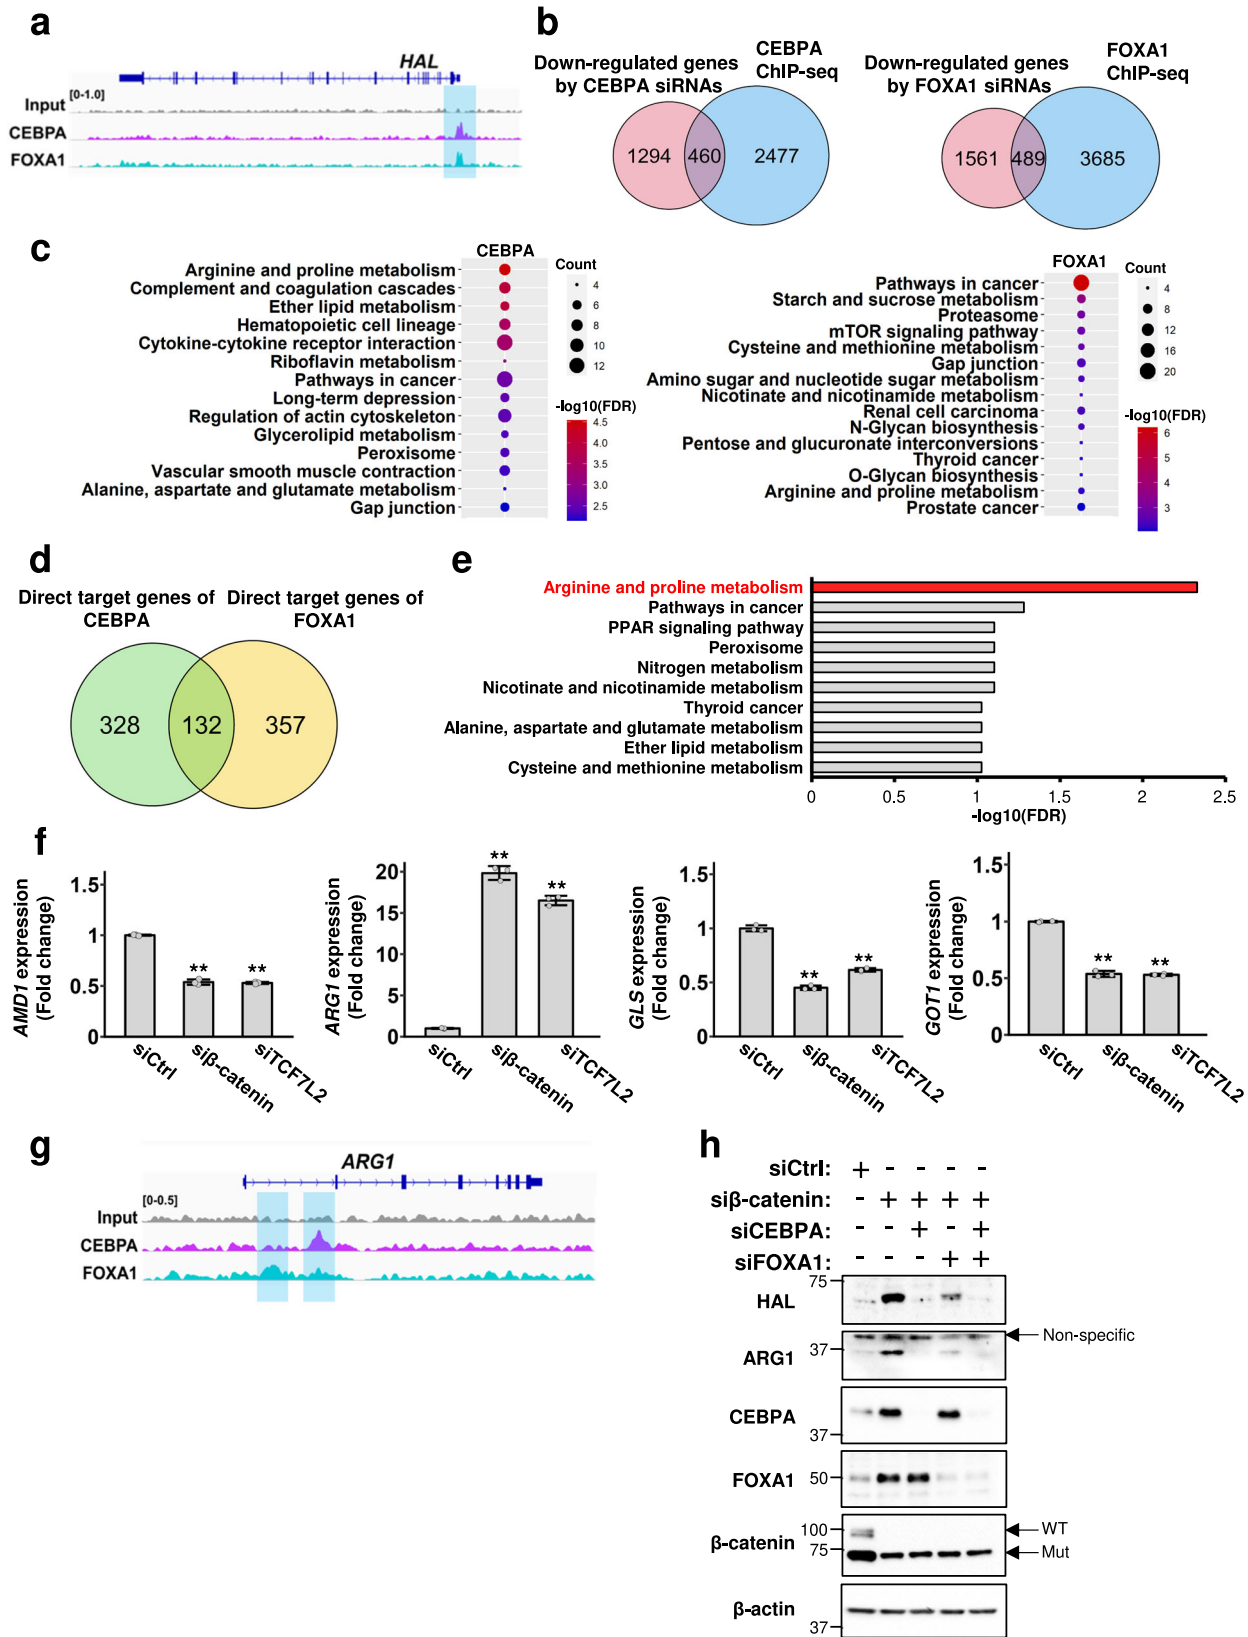 a
HAL
[0-1.0]
Input
CEBPA
FOXA1
b
Down-regulated genes
by CEBPA siRNAs
CEBPA
ChIP-seq
1294
460
2477
Down-regulated genes
by FOXA1 siRNAs
FOXA1
ChIP-seq
1561
489
3685
c
CEBPA
Arginine and proline metabolism
Complement and coagulation cascades
Ether lipid metabolism
Hematopoietic cell lineage
Cytokine-cytokine receptor interaction
Riboflavin metabolism
Pathways in cancer
Long-term depression
Regulation of actin cytoskeleton
Glycerolipid metabolism
Peroxisome
Vascular smooth muscle contraction
Alanine, aspartate and glutamate metabolism
Gap junction
Count
4
6
8
10
12
-log10(FDR)
4.5
4.0
3.5
3.0
2.5
FOXA1
Pathways in cancer
Starch and sucrose metabolism
Proteasome
mTOR signaling pathway
Cysteine and methionine metabolism
Gap junction
Amino sugar and nucleotide sugar metabolism
Nicotinate and nicotinamide metabolism
Renal cell carcinoma
N-Glycan biosynthesis
Pentose and glucuronate interconversions
Thyroid cancer
O-Glycan biosynthesis
Arginine and proline metabolism
Prostate cancer
Count
4
8
12
16
20
-log10(FDR)
6
5
4
3
d
Direct target genes of
CEBPA
Direct target genes of
FOXA1
328
132
357
e
Arginine and proline metabolism
Pathways in cancer
PPAR signaling pathway
Peroxisome
Nitrogen metabolism
Nicotinate and nicotinamide metabolism
Thyroid cancer
Alanine, aspartate and glutamate metabolism
Ether lipid metabolism
Cysteine and methionine metabolism
0 0.5 1 1.5 2 2.5
-log10(FDR)
f
AMD1 expression
(Fold change)
1.5
1
0.5
0
** **
siCtrl
siβ-catenin
siTCF7L2
ARG1 expression
(Fold change)
20
15
10
5
0
** **
siCtrl
siβ-catenin
siTCF7L2
GLS expression
(Fold change)
1.5
1
0.5
0
** **
siCtrl
siβ-catenin
siTCF7L2
GOT1 expression
(Fold change)
1.5
1
0.5
0
** **
siCtrl
siβ-catenin
siTCF7L2
g
ARG1
[0-0.5]
Input
CEBPA
FOXA1
h
siCtrl: + - - - -
siβ-catenin: - + + + +
siCEBPA: - - + - +
siFOXA1: - - - + +
75
HAL
Non-specific
37
ARG1
CEBPA
37
FOXA1
50
100
WT
β-catenin
75
Mut
β-actin
37